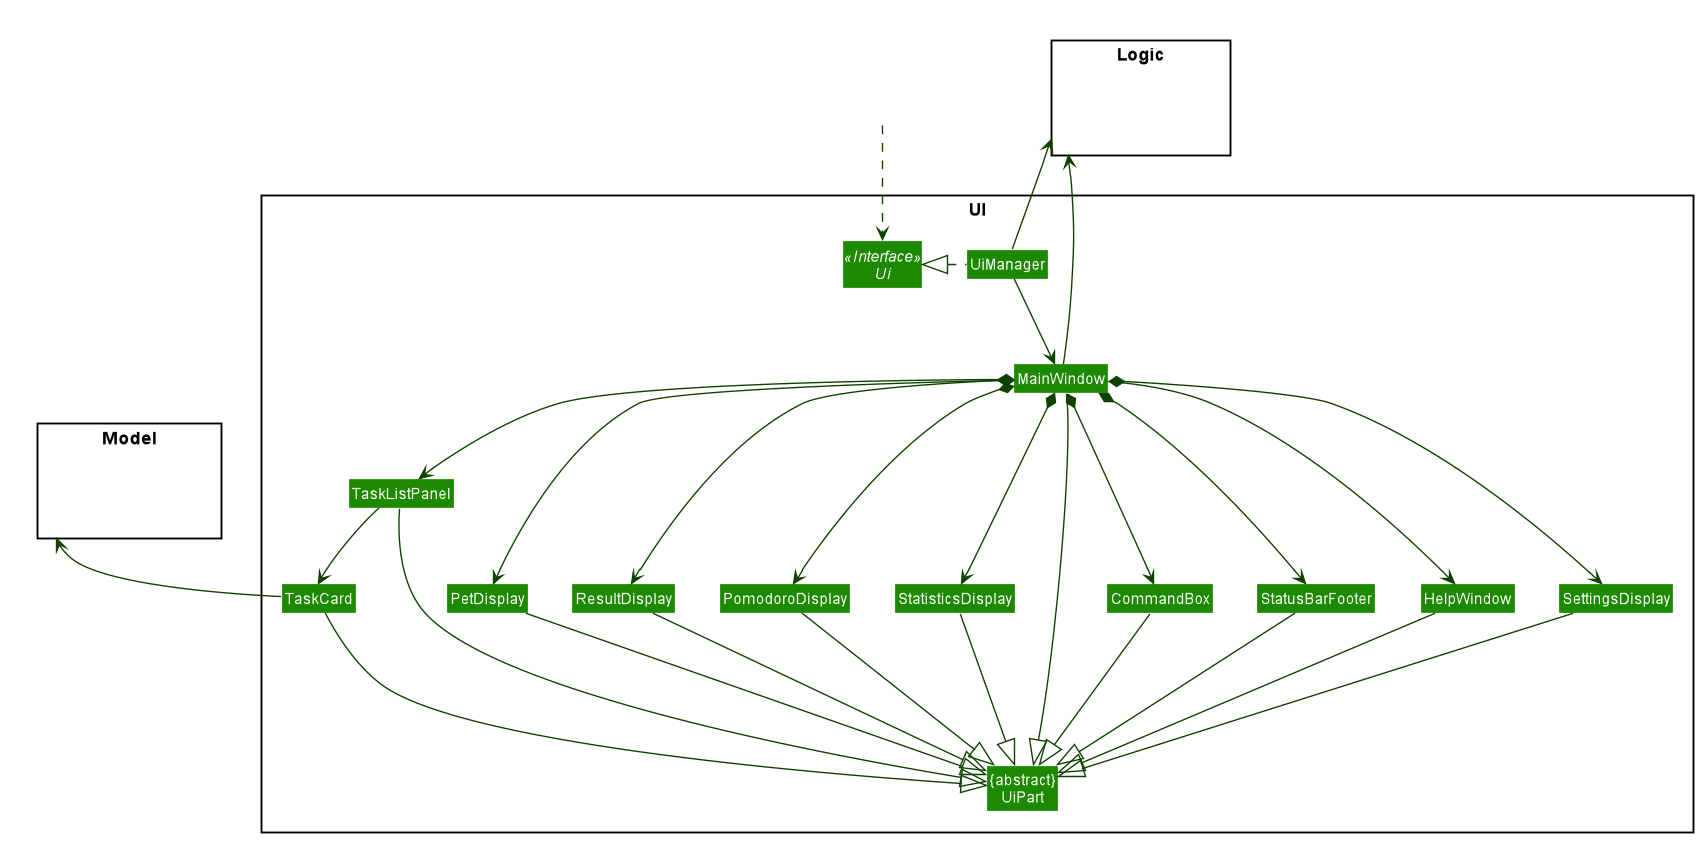 Logic
UI
«Interface»
Ui
UiManager
MainWindow
Model
TaskListPanel
TaskCard
PetDisplay
ResultDisplay
PomodoroDisplay
StatisticsDisplay
CommandBox
StatusBarFooter
HelpWindow
SettingsDisplay
{abstract}
UiPart